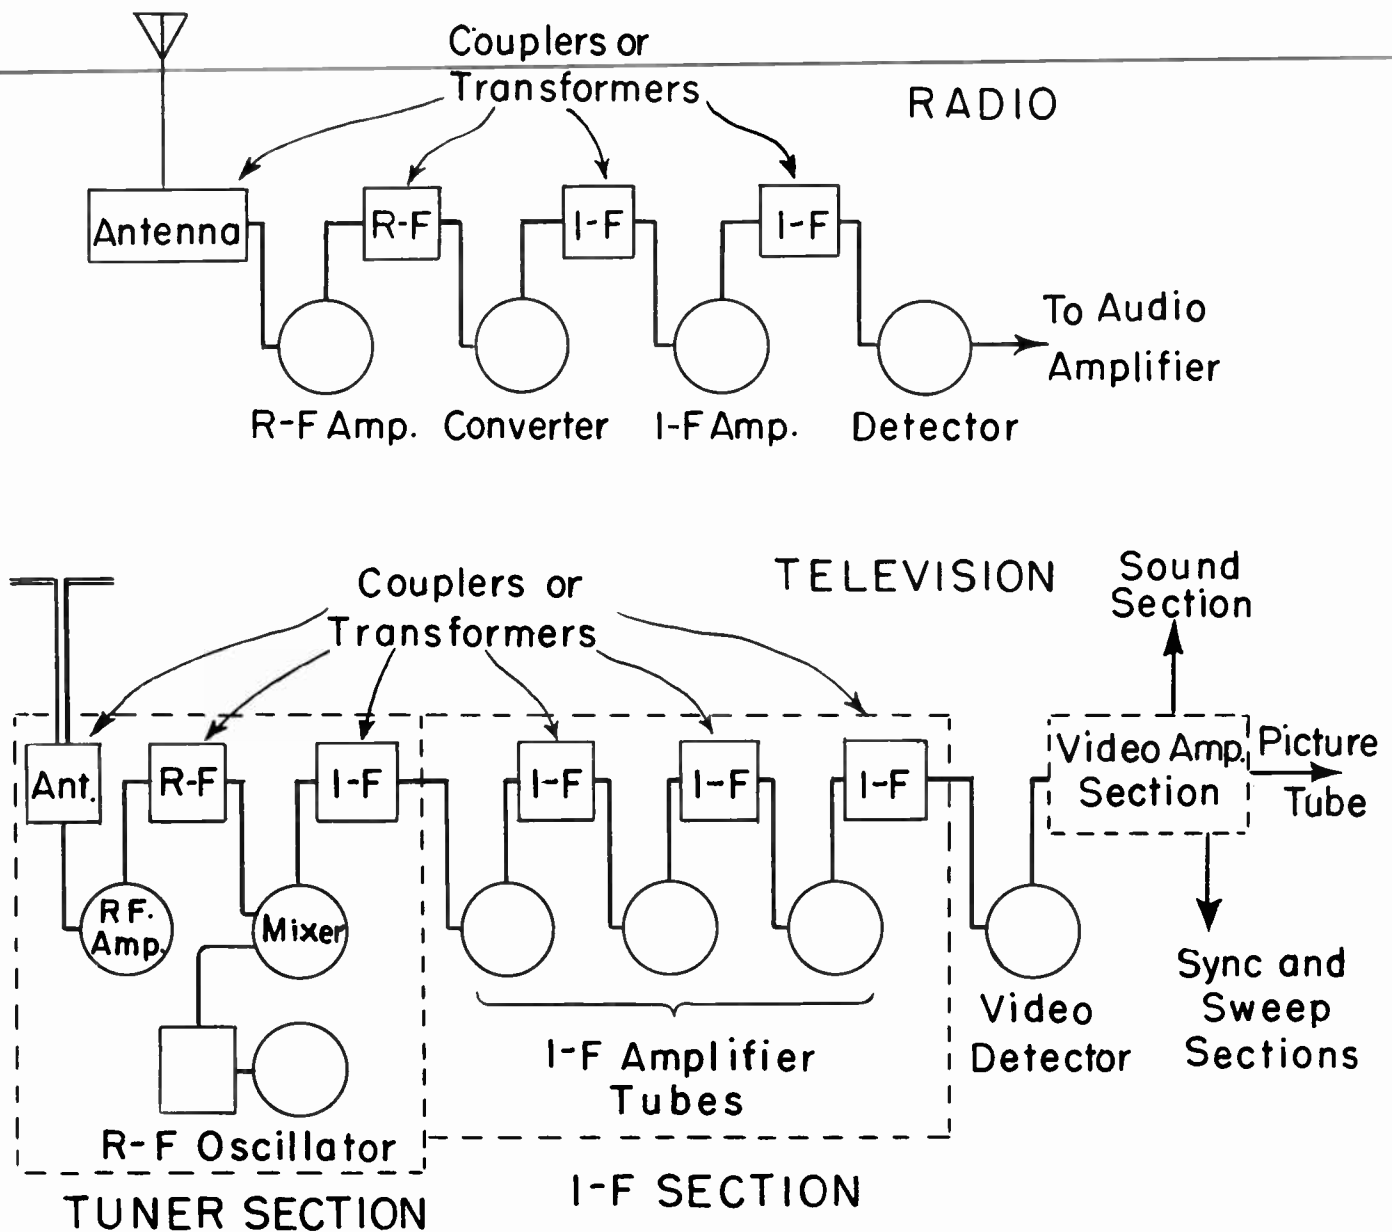 Couplers or
Transformers
RADIO
Antenna
R-F
I-F
I-F
To Audio
Amplifier
R-F Amp.
Converter
I-F Amp.
Detector
TELEVISION
Couplers or
Transformers
Sound
Section
Ant.
R-F
I-F
I-F
I-F
I-F
Video Amp.
Section
Picture
Tube
RF.
Amp.
Mixer
I-F Amplifier
Tubes
Video
Detector
Sync and
Sweep
Sections
R-F Oscillator
TUNER SECTION
I-F SECTION